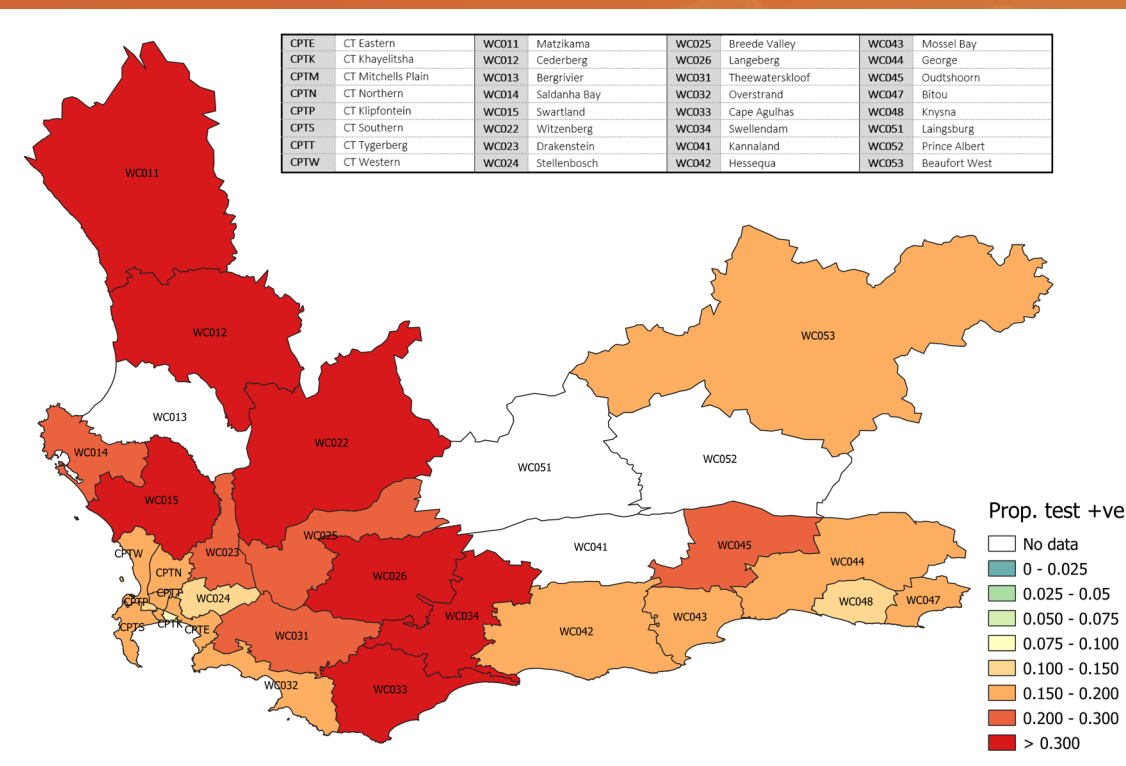 CPTE CT Eastern WC011 Matzikama WC025 Breede Valley WC043 Mossel Bay
CPTK CT Khayelitsha WC012 Cederberg WC026 Langeberg WC044 George
CPTM CT Mitchells Plain WC013 Bergrivier WC031 Theewaterskloof WC045 Oudtshoorn
CPTN CT Northern WC014 Saldanha Bay WC032 Overstrand WC047 Bitou
CPTP CT Klipfontein WC015 Swartland WC033 Cape Agulhas WC048 Knysna
CPTS CT Southern WC022 Witzenberg WC034 Swellendam WC051 Laingsburg
CPTT CT Tygerberg WC023 Drakenstein WC041 Kannaland WC052 Prince Albert
CPTW CT Western WC024 Stellenbosch WC042 Hessequa WC053 Beaufort West
WC011
WC012
WC053
WC013
WC022
WC014
WC051
WC052
WC015
WC025
WC041
WC045
CPTW
WC023
WC044
CPTN
WC026
CPTT
WC024
CPTP
WC048
WC047
WC034
WC043
CPTS
CPTK
CPTE
WC031
WC042
WC032
WC033
Prop. test +ve
No data
0 - 0.025
0.025 - 0.05
0.050 - 0.075
0.075 - 0.100
0.100 - 0.150
0.150 - 0.200
0.200 - 0.300
> 0.300